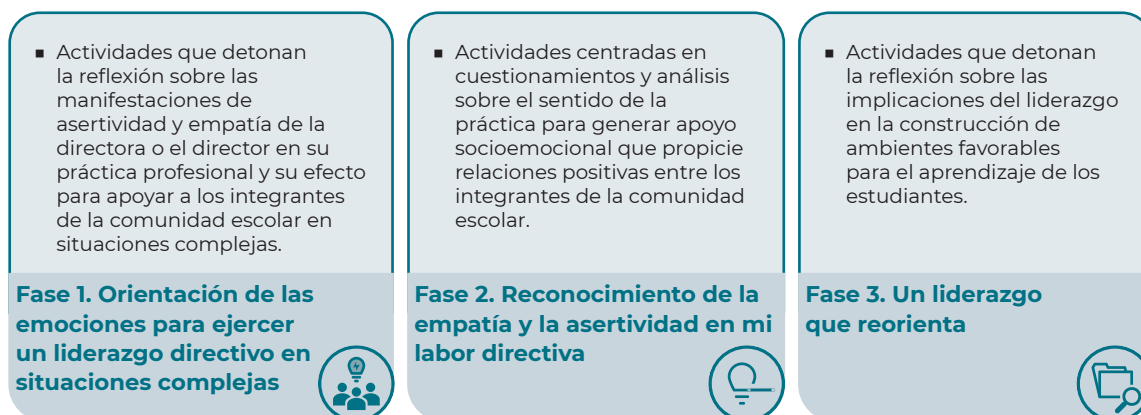 ▪ Actividades que detonan
la reflexión sobre las
manifestaciones de
asertividad y empatía de la
directora o el director en su
práctica profesional y su efecto
para apoyar a los integrantes
de la comunidad escolar en
situaciones complejas.
Fase 1. Orientación de las
emociones para ejercer
un liderazgo directivo en
situaciones complejas
▪ Actividades centradas en
cuestionamientos y análisis
sobre el sentido de la
práctica para generar apoyo
socioemocional que propicie
relaciones positivas entre los
integrantes de la comunidad
escolar.
Fase 2. Reconocimiento de la
empatía y la asertividad en mi
labor directiva
▪ Actividades que detonan
la reflexión sobre las
implicaciones del liderazgo
en la construcción de
ambientes favorables
para el aprendizaje de los
estudiantes.
Fase 3. Un liderazgo
que reorienta